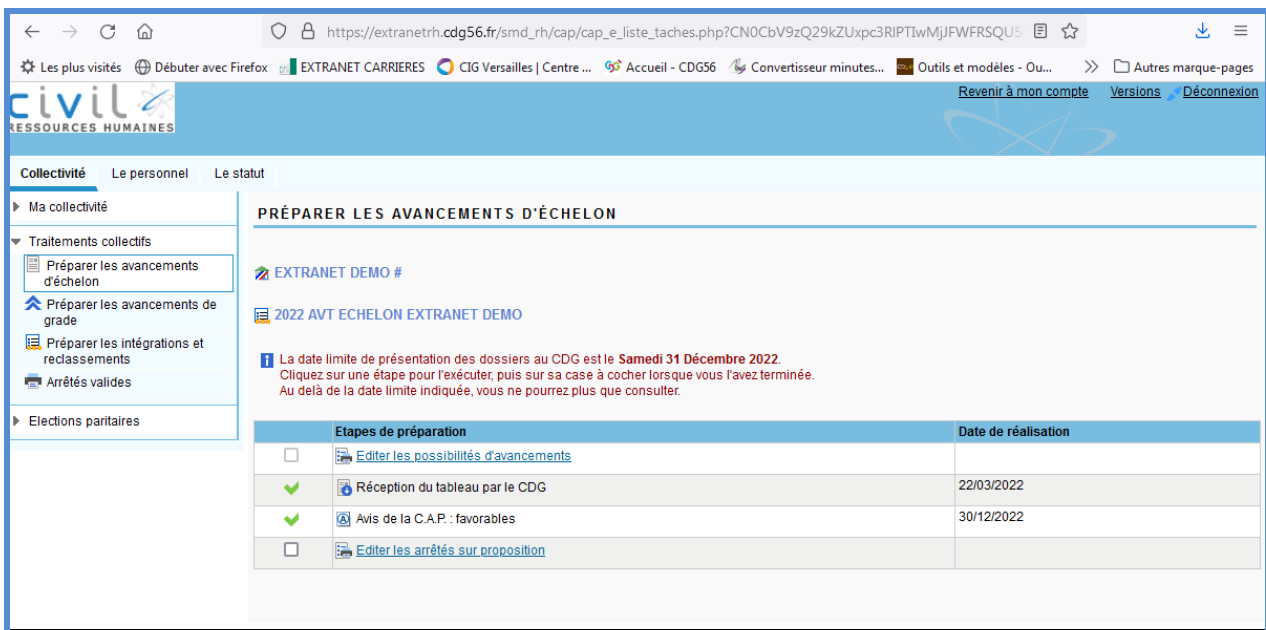 https://extranetrh.cdg56.fr/smd_rh/cap/cap_e_liste_taches.php?CN0CbV9zQ29kZUxpc3RlPTIwMjJFWFRSQU5
Les plus visités Débuter avec Firefox EXTRANET CARRIERES CIG Versailles | Centre ... Accueil - CDG56 Convertisseur minutes... Outils et modèles - Ou... Autres marque-pages
civil
RESSOURCES HUMAINES
Revenir à mon compte Versions Déconnexion
Collectivité Le personnel Le statut
Ma collectivité
Traitements collectifs
Préparer les avancements
d'échelon
Préparer les avancements de
grade
Préparer les intégrations et
reclassements
Arrêtés valides
Elections paritaires
PRÉPARER LES AVANCEMENTS D'ÉCHELON
EXTRANET DEMO #
2022 AVT ECHELON EXTRANET DEMO
La date limite de présentation des dossiers au CDG est le Samedi 31 Décembre 2022.
Cliquez sur une étape pour l'exécuter, puis sur sa case à cocher lorsque vous l'avez terminée.
Au delà de la date limite indiquée, vous ne pourrez plus que consulter.
Etapes de préparation Date de réalisation
Editer les possibilités d'avancements
Réception du tableau par le CDG 22/03/2022
Avis de la C.A.P. : favorables 30/12/2022
Editer les arrêtés sur proposition